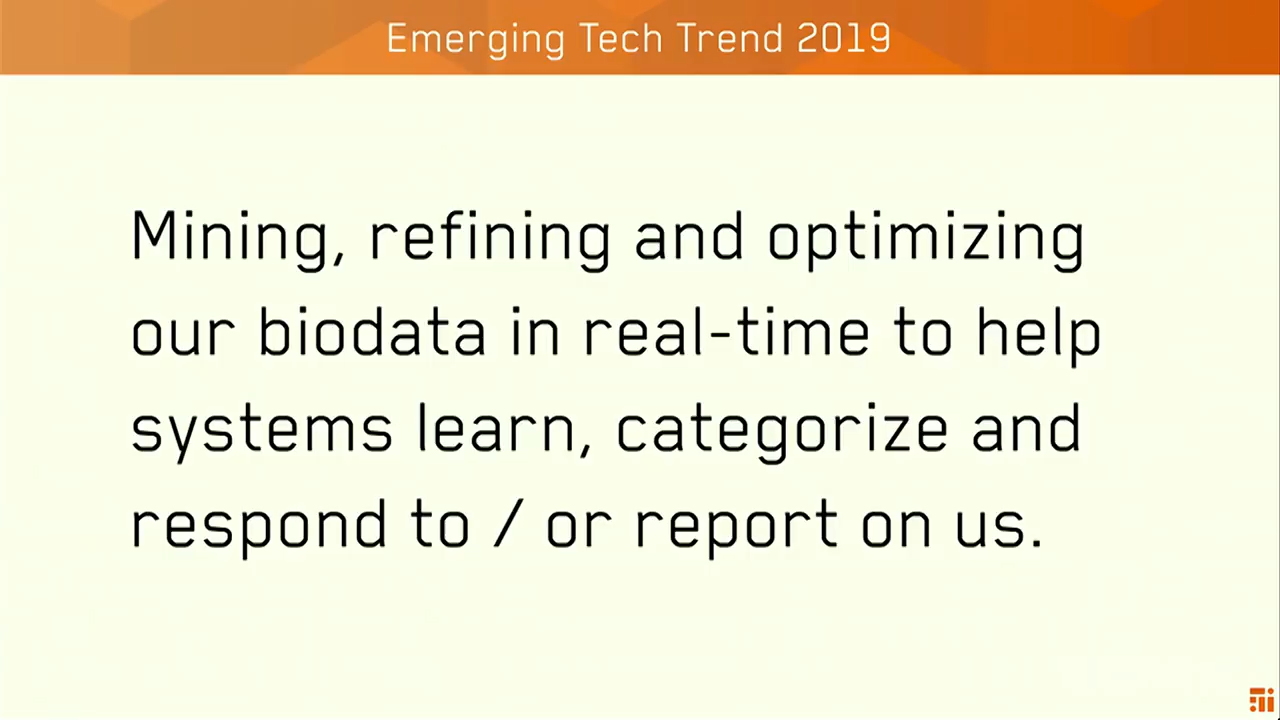 Emerging Tech Trend 2019
Mining, refining and optimizing
our biodata in real-time to help
systems learn, categorize and
respond to / or report on us.